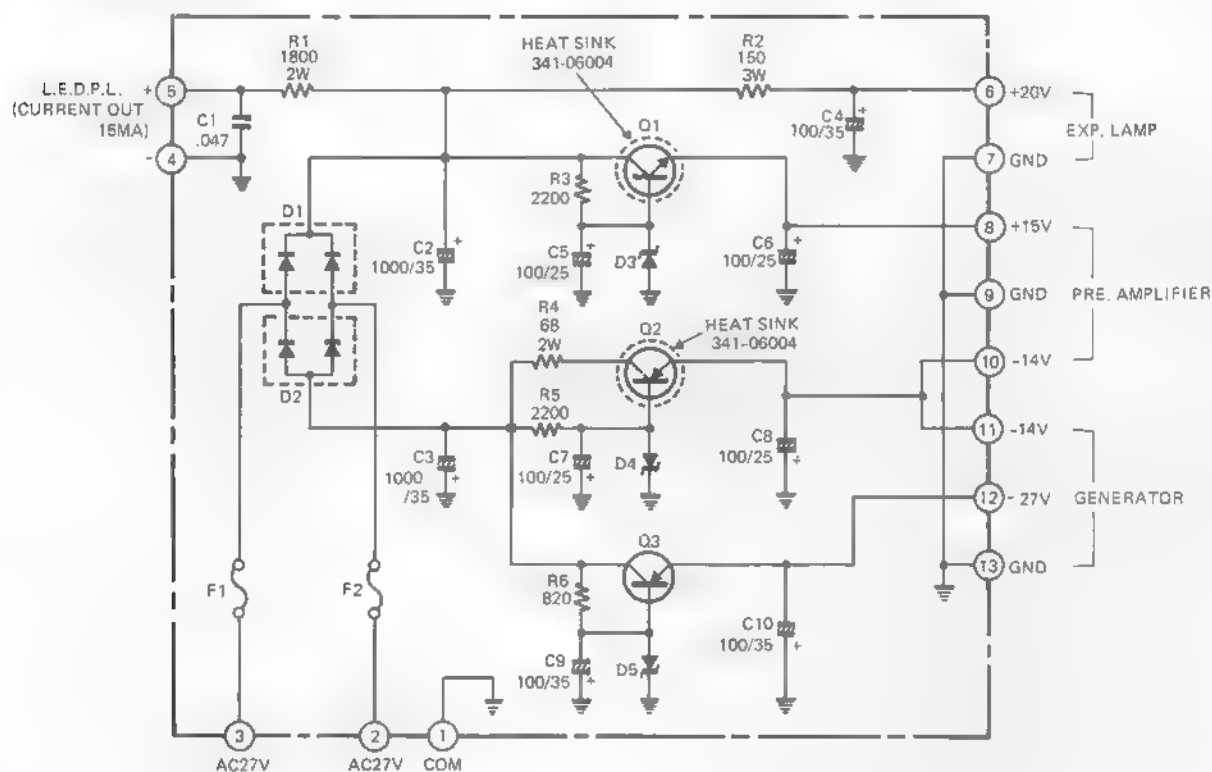 R1
1800
2W
HEAT SINK
341-06004
R2
150
3W
L.E.D.P.L.
(CURRENT OUT
15MA)
+
5
-
4
C1
.047
Q1
C4
100/35
+
6
+20V
7
GND
EXP. LAMP
D1
R3
2200
C2
1000/35
+
C5
100/25
+
D3
C6
100/25
+
8
+15V
9
GND
PRE. AMPLIFIER
R4
68
2W
Q2
HEAT SINK
341-06004
10
-14V
D2
R5
2200
C3
1000
/35
+
C7
100/25
+
D4
C8
100/25
+
11
-14V
12
-27V
GENERATOR
13
GND
Q3
R6
820
F1
F2
C9
100/35
+
D5
C10
100/35
+
3
2
1
AC27V
AC27V
COM